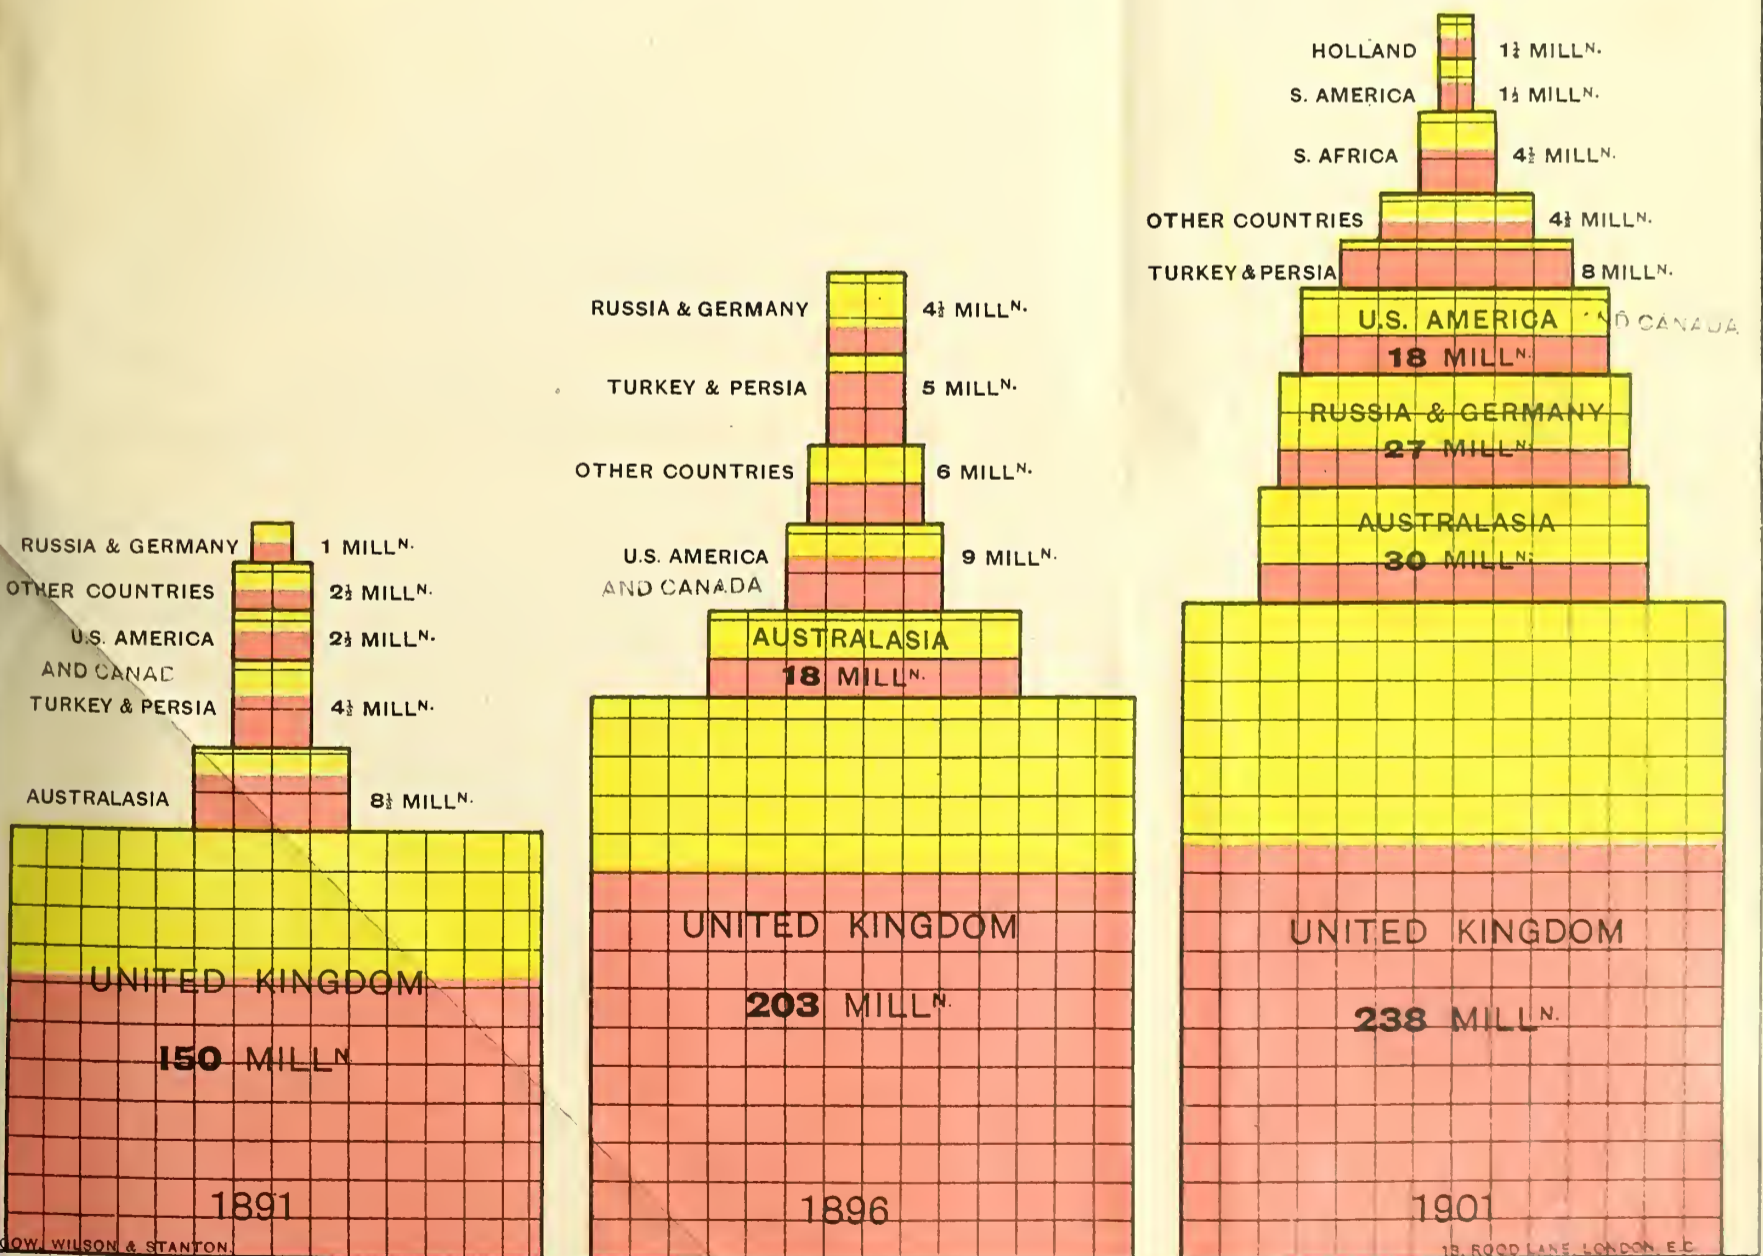 HOLLAND MILLN.
S. AMERICA 1½ MILLN.
S. AFRICA 4½ MILLN.
OTHER COUNTRIES MILLN.
TURKEY & PERSIA 8 MILLN.
U.S. AMERICA AND CANADA
18 MILLN.
RUSSIA & GERMANY
27 MILLN.
AUSTRALASIA
30 MILLN.
UNITED KINGDOM
238 MILLN.
1901
RUSSIA & GERMANY 4½ MILLN.
TURKEY & PERSIA 5 MILLN.
OTHER COUNTRIES 6 MILLN.
U.S. AMERICA 9 MILLN.
AND CANADA
AUSTRALASIA
18 MILLN.
UNITED KINGDOM
203 MILLN.
1896
RUSSIA & GERMANY 1 MILLN.
OTHER COUNTRIES 2½ MILLN.
U.S. AMERICA 2½ MILLN.
AND CANAD
TURKEY & PERSIA 4½ MILLN.
AUSTRALASIA 8½ MILLN.
UNITED KINGDOM
150 MILLN
1891
GOW, WILSON & STANTON.
13, ROOD LANE, LONDON, E.C.